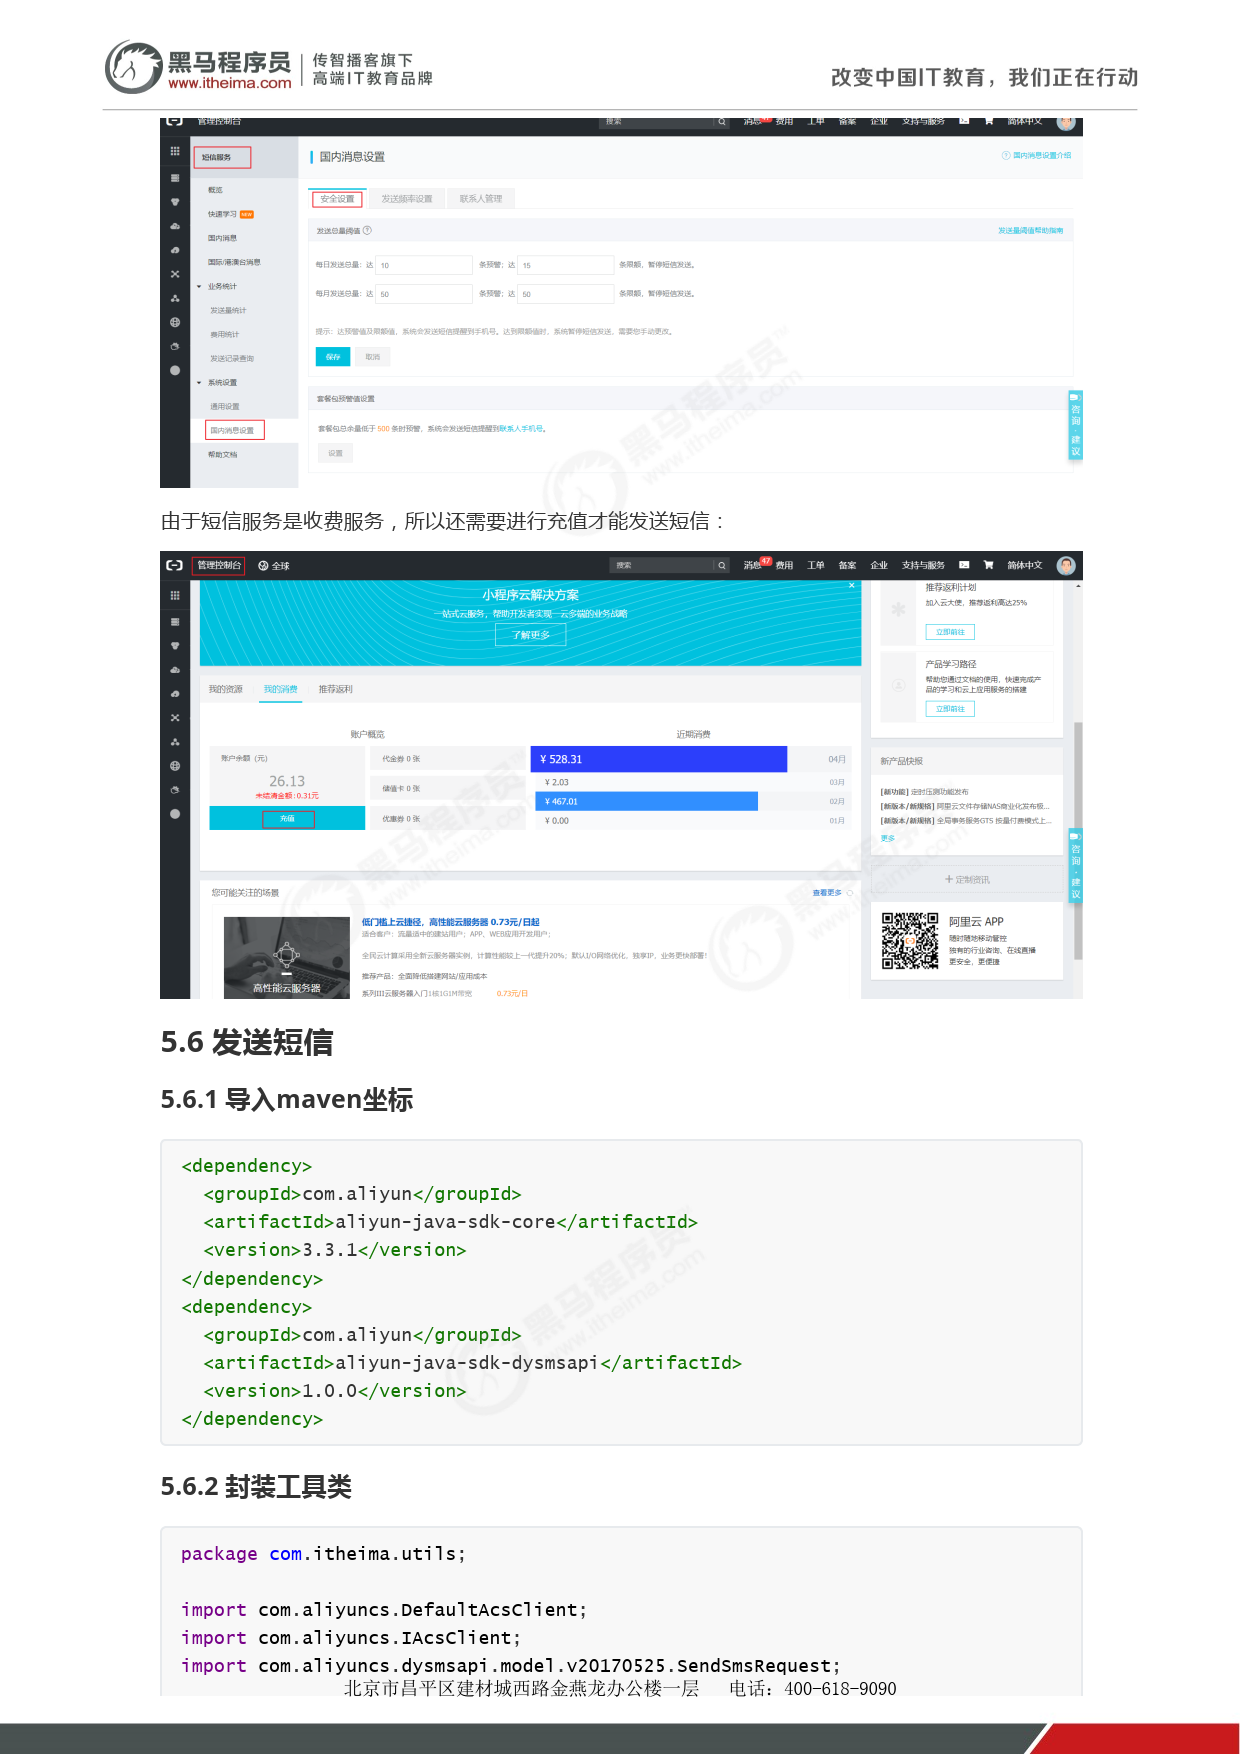 黑马程序员 传智播客旗下
www.itheima.com 高端IT教育品牌
改变中国IT教育，我们正在行动
管理控制台 搜索 消息 费用 工单 备案 企业 支持与服务 简体中文
短信服务 国内消息设置 国内消息设置介绍
概览
安全设置 发送频率设置 联系人管理
快速学习 NEW
发送总量阈值 发送量阈值帮助指南
国内消息
国际/港澳台消息
每日发送总量：达 10 条预警；达 15 条限额，暂停短信发送。
业务统计
每月发送总量：达 50 条预警；达 50 条限额，暂停短信发送。
发送量统计
费用统计
提示：达预警值及限额值，系统会发送短信提醒到手机号。达到限额值时，系统暂停短信发送，需要您手动更改。
发送记录查询
保存 取消
系统设置
通用设置
套餐包预警值设置
国内消息设置
套餐包总余量低于 500 条时预警，系统会发送短信提醒到联系人手机号。
帮助文档
设置
咨询·建议
由于短信服务是收费服务，所以还需要进行充值才能发送短信：
管理控制台 全球 搜索 消息 47 费用 工单 备案 企业 支持与服务 简体中文
小程序云解决方案
一站式云服务，帮助开发者实现一云多端的业务战略
了解更多
推荐返利计划
加入云大使，推荐返利高达25%
立即前往
产品学习路径
帮助您通过文档的使用，快速完成产
品的学习和云上应用服务的搭建
立即前往
我的资源 我的消费 推荐返利
账户概览 近期消费
账户余额（元） 代金券 0 张 ¥ 528.31 04月
26.13 储值卡 0 张 ¥ 2.03 03月
未结清金额：0.31元 ¥ 467.01 02月
充值 优惠券 0 张 ¥ 0.00 01月
新产品快报
[新功能] 定时压测功能发布
[新版本/新规格] 阿里云文件存储NAS商业化发布极...
[新版本/新规格] 全局事务服务GTS 按量付费模式上...
更多
咨询·建议
定制资讯
您可能关注的场景 查看更多
低门槛上云捷径，高性能云服务器 0.73元/日起
适合客户：流量适中的建站用户；APP、WEB应用开发用户；
全民云计算采用全新云服务器实例，计算性能较上一代提升20%；默认I/O网络优化、独享IP，业务更快部署！
推荐产品：全面降低搭建网站/应用成本
系列III云服务器入门1核1G1M带宽 0.73元/日
高性能云服务器
阿里云 APP
随时随地移动管控
独有的行业咨询、在线直播
更安全，更便捷
5.6 发送短信
5.6.1 导入maven坐标
<dependency>
  <groupId>com.aliyun</groupId>
  <artifactId>aliyun-java-sdk-core</artifactId>
  <version>3.3.1</version>
</dependency>
<dependency>
  <groupId>com.aliyun</groupId>
  <artifactId>aliyun-java-sdk-dysmsapi</artifactId>
  <version>1.0.0</version>
</dependency>
5.6.2 封装工具类
package com.itheima.utils;
import com.aliyuncs.DefaultAcsClient;
import com.aliyuncs.IAcsClient;
import com.aliyuncs.dysmsapi.model.v20170525.SendSmsRequest;
北京市昌平区建材城西路金燕龙办公楼一层 电话：400-618-9090